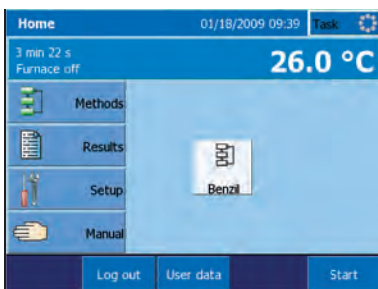 Home 01/18/2009 09:39 Task
3 min 22 s
Furnace off
26.0 °C
Methods
Results
Setup
Manual
Benzil
Log out User data Start